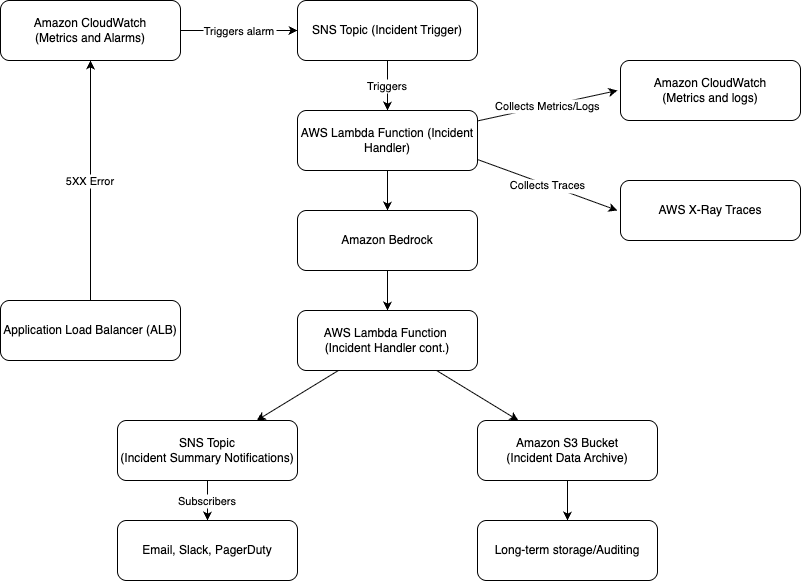 Amazon CloudWatch
(Metrics and Alarms)
Triggers alarm
SNS Topic (Incident Trigger)
Triggers
AWS Lambda Function (Incident
Handler)
Collects Metrics/Logs
Amazon CloudWatch
(Metrics and logs)
Collects Traces
AWS X-Ray Traces
5XX Error
Amazon Bedrock
Application Load Balancer (ALB)
AWS Lambda Function
(Incident Handler cont.)
SNS Topic
(Incident Summary Notifications)
Amazon S3 Bucket
(Incident Data Archive)
Subscribers
Email, Slack, PagerDuty
Long-term storage/Auditing